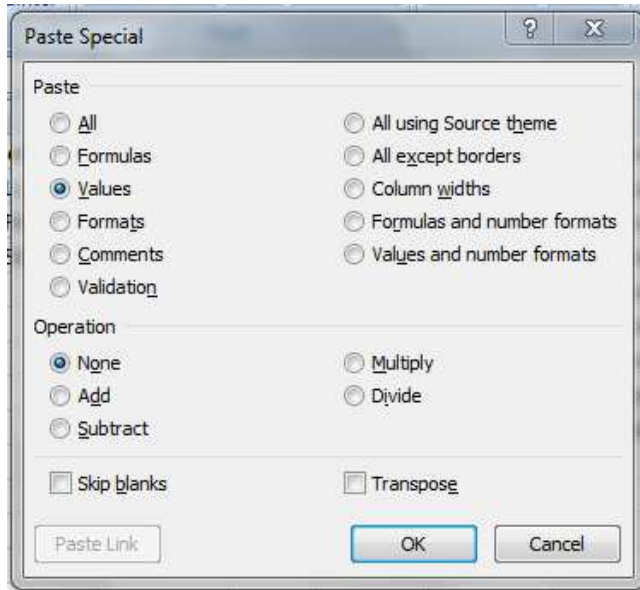 Paste Special
Paste
All
All using Source theme
Formulas
All except borders
Values
Column widths
Formats
Formulas and number formats
Comments
Values and number formats
Validation
Operation
None
Multiply
Add
Divide
Subtract
Skip blanks
Transpose
Paste Link
OK
Cancel